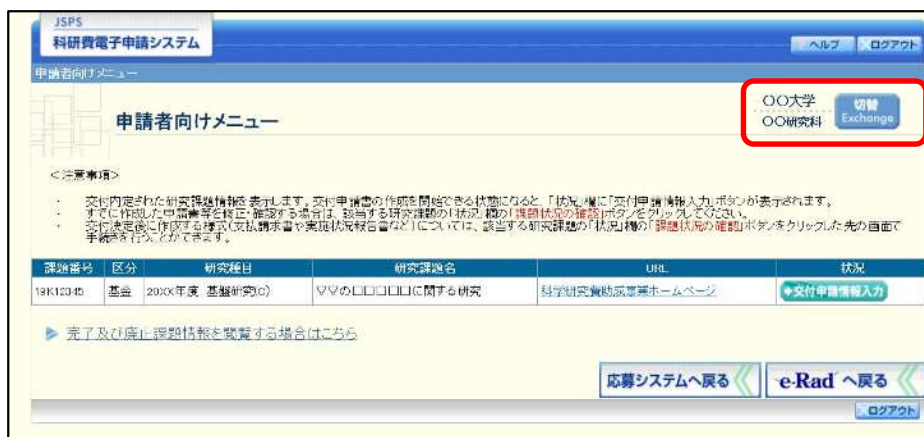 JSPS
科研費電子申請システム
ヘルプ ログアウト
申請者向けメニュー
〇〇大学
〇〇研究科
切替
Exchange
申請者向けメニュー
＜注意事項＞
・ 交付内定された研究課題情報を表示します。交付申請書の作成を開始できる状態になると、「状況」欄に「交付申請情報入力」ボタンが表示されます。
・ すでに作成した申請書等を修正・確認する場合は、該当する研究課題の「状況」欄の「課題状況の確認」ボタンをクリックしてください。
・ 交付決定後に作成する様式(支払請求書や実施状況報告書など)については、該当する研究課題の「状況」欄の「課題状況の確認」ボタンをクリックした先の画面で
手続きを行うことができます。
課題番号 区分 研究種目 研究課題名 URL 状況
19K12345 基金 20XX年度 基盤研究(C) ▽▽の□□□□□に関する研究 科学研究費助成事業ホームページ 交付申請情報入力
完了及び廃止課題情報を閲覧する場合はこちら
応募システムへ戻る e-Rad へ戻る
ログアウト